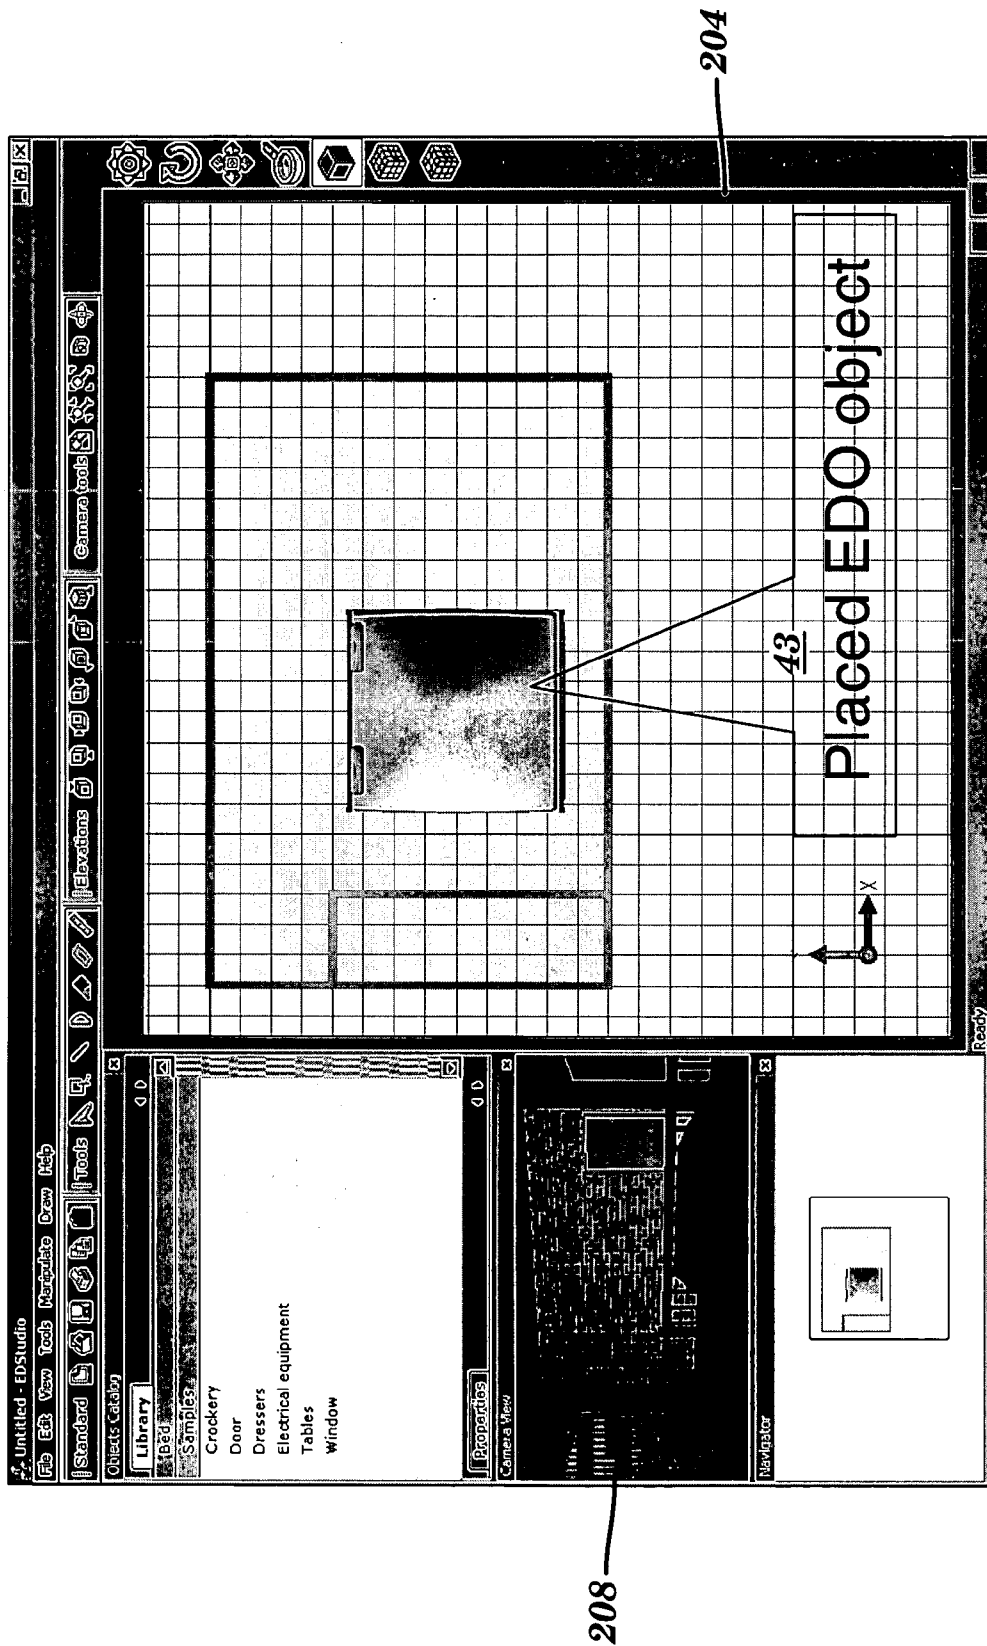 Untitled - EDStudio
File Edit View Tools Manipulate Draw Help
Standard Tools Elevations Camera tools
Objects Catalog
Library
Bed
Samples
Crockery
Door
Dressers
Electrical equipment
Tables
Window
Properties
Camera View
Navigator
X
43
Placed EDO object
Ready
204
208